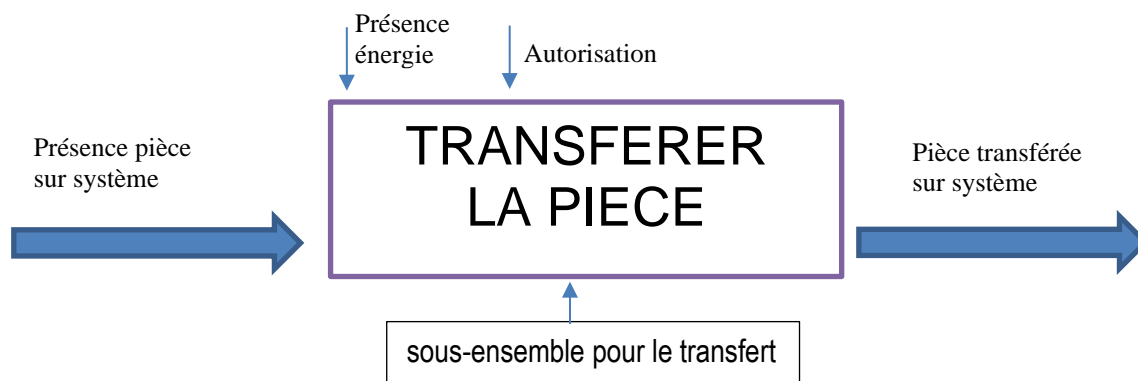 Présence
énergie
Autorisation
Présence pièce
sur système
TRANSFERER
LA PIECE
Pièce transférée
sur système
sous-ensemble pour le transfert